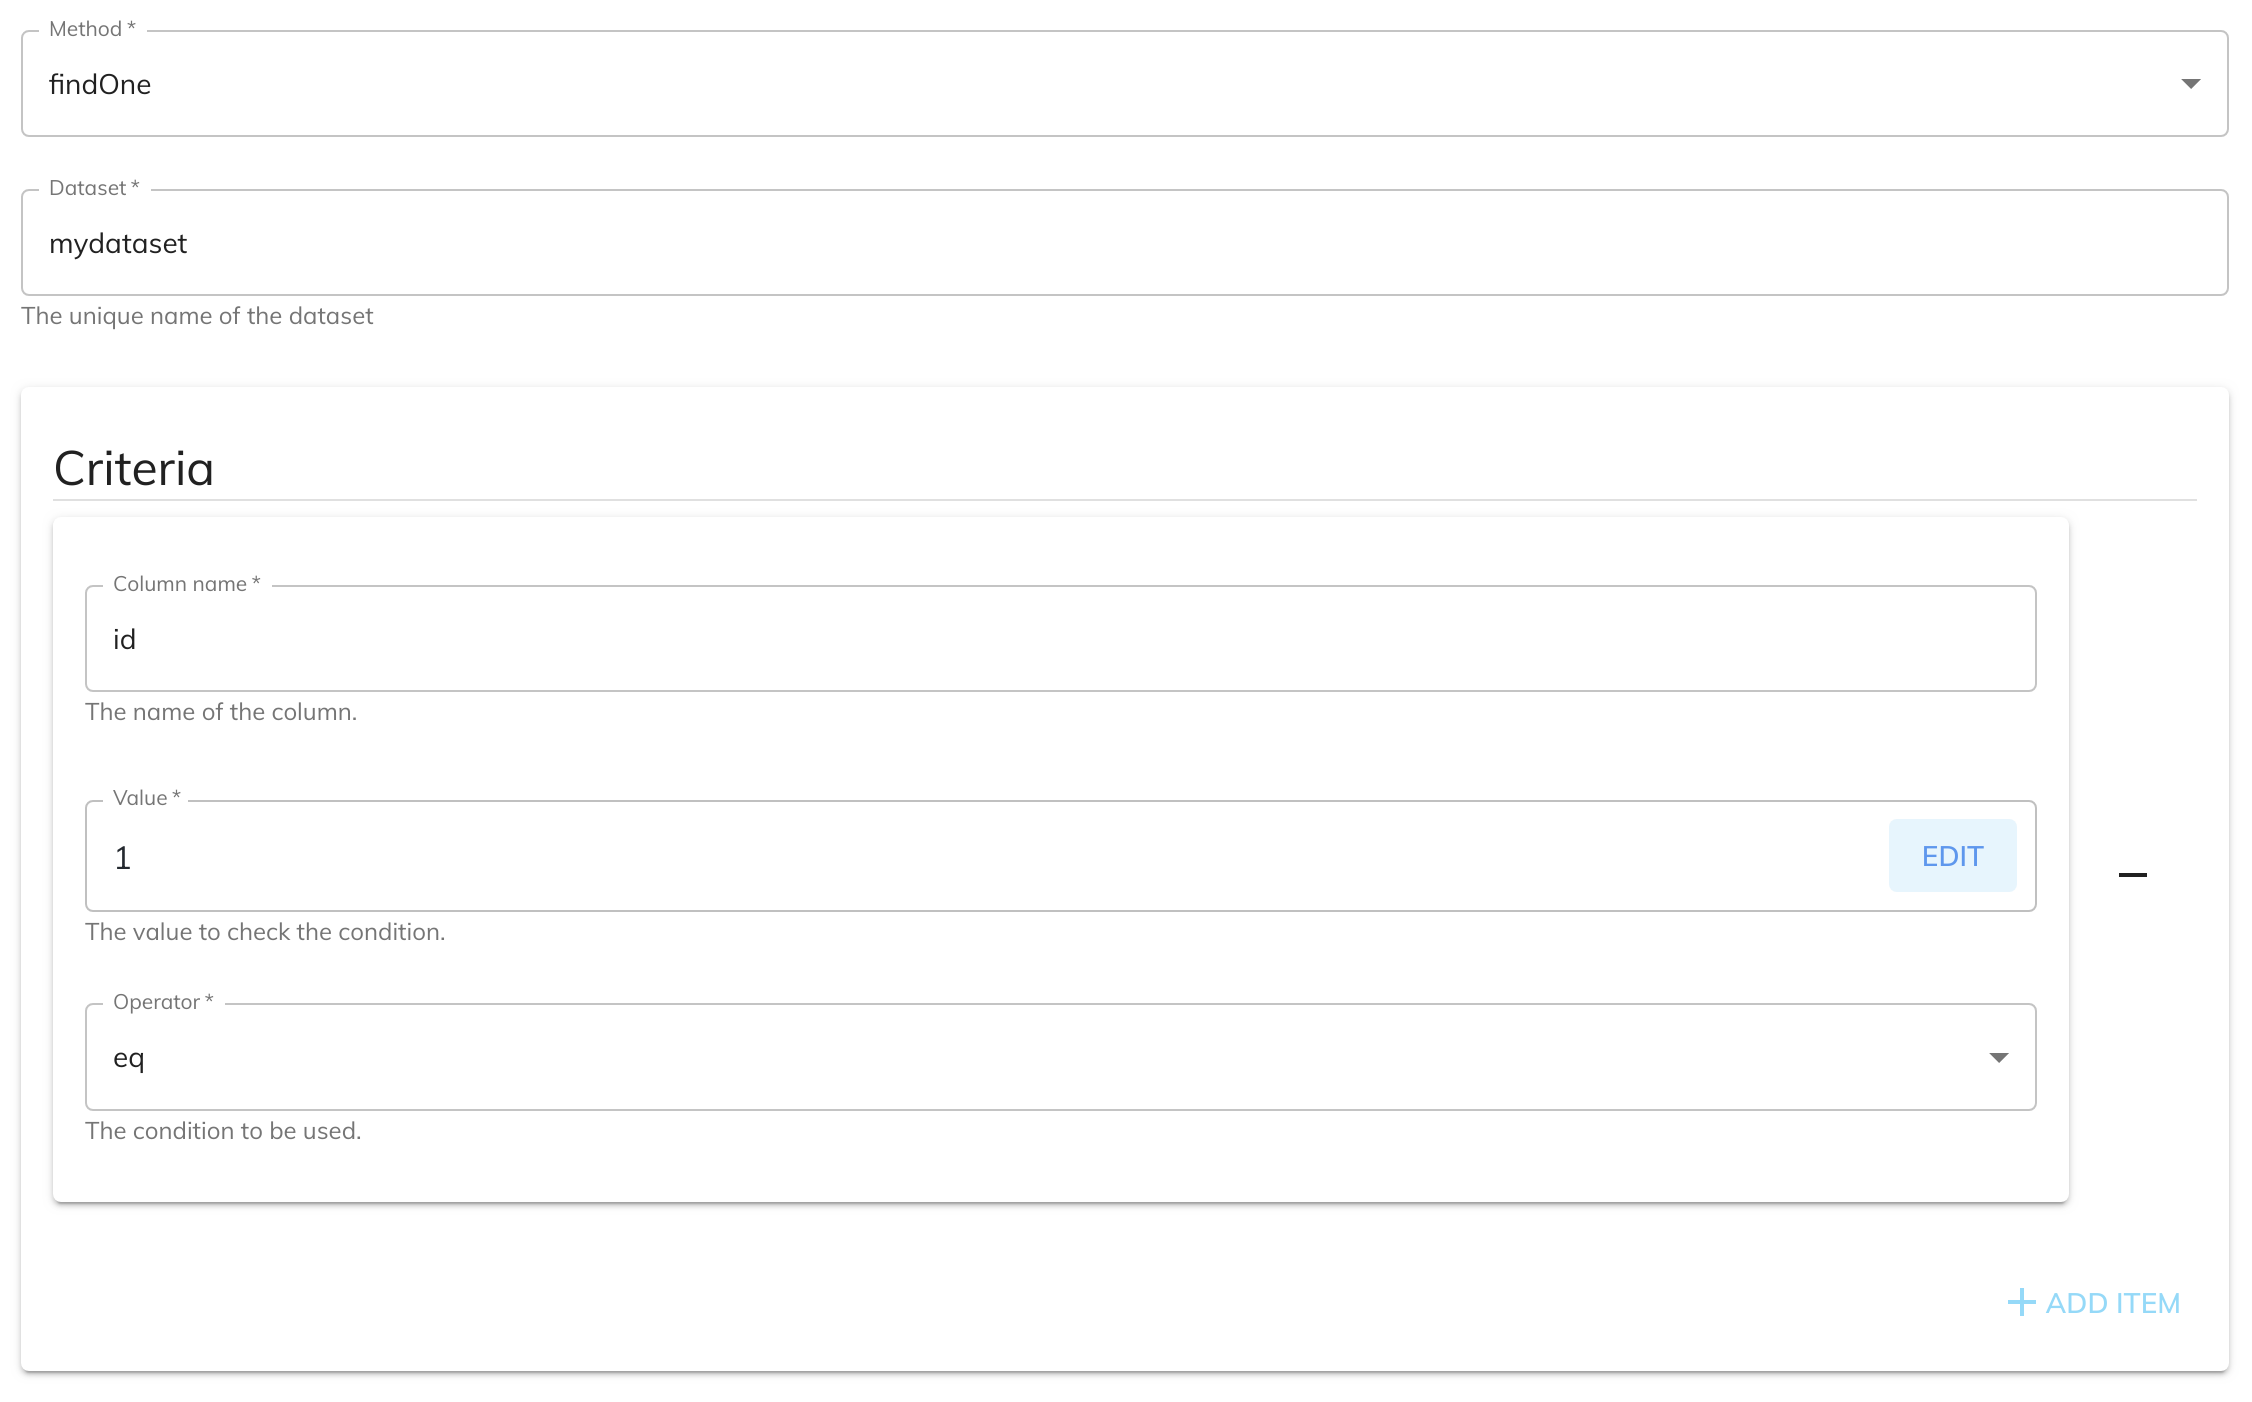 Method *
findOne
Dataset *
mydataset
The unique name of the dataset
Criteria
Column name *
id
The name of the column.
Value *
1
EDIT
The value to check the condition.
Operator *
eq
The condition to be used.
ADD ITEM